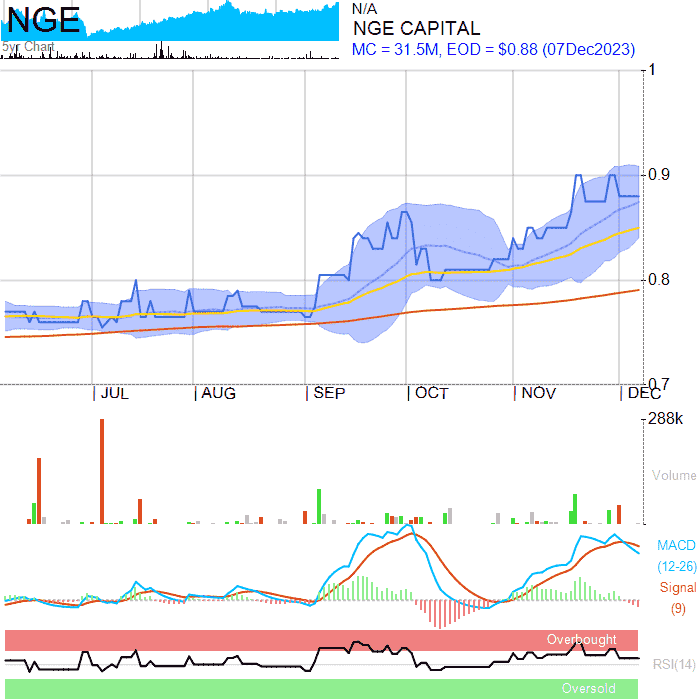 NGE
5yr Chart
N/A
NGE CAPITAL
MC = 31.5M, EOD = $0.88 (07Dec2023)
1
0.9
0.8
0.7
JUL AUG SEP OCT NOV DEC
288k
Volume
MACD
(12-26)
Signal
(9)
Overbought
RSI(14)
Oversold